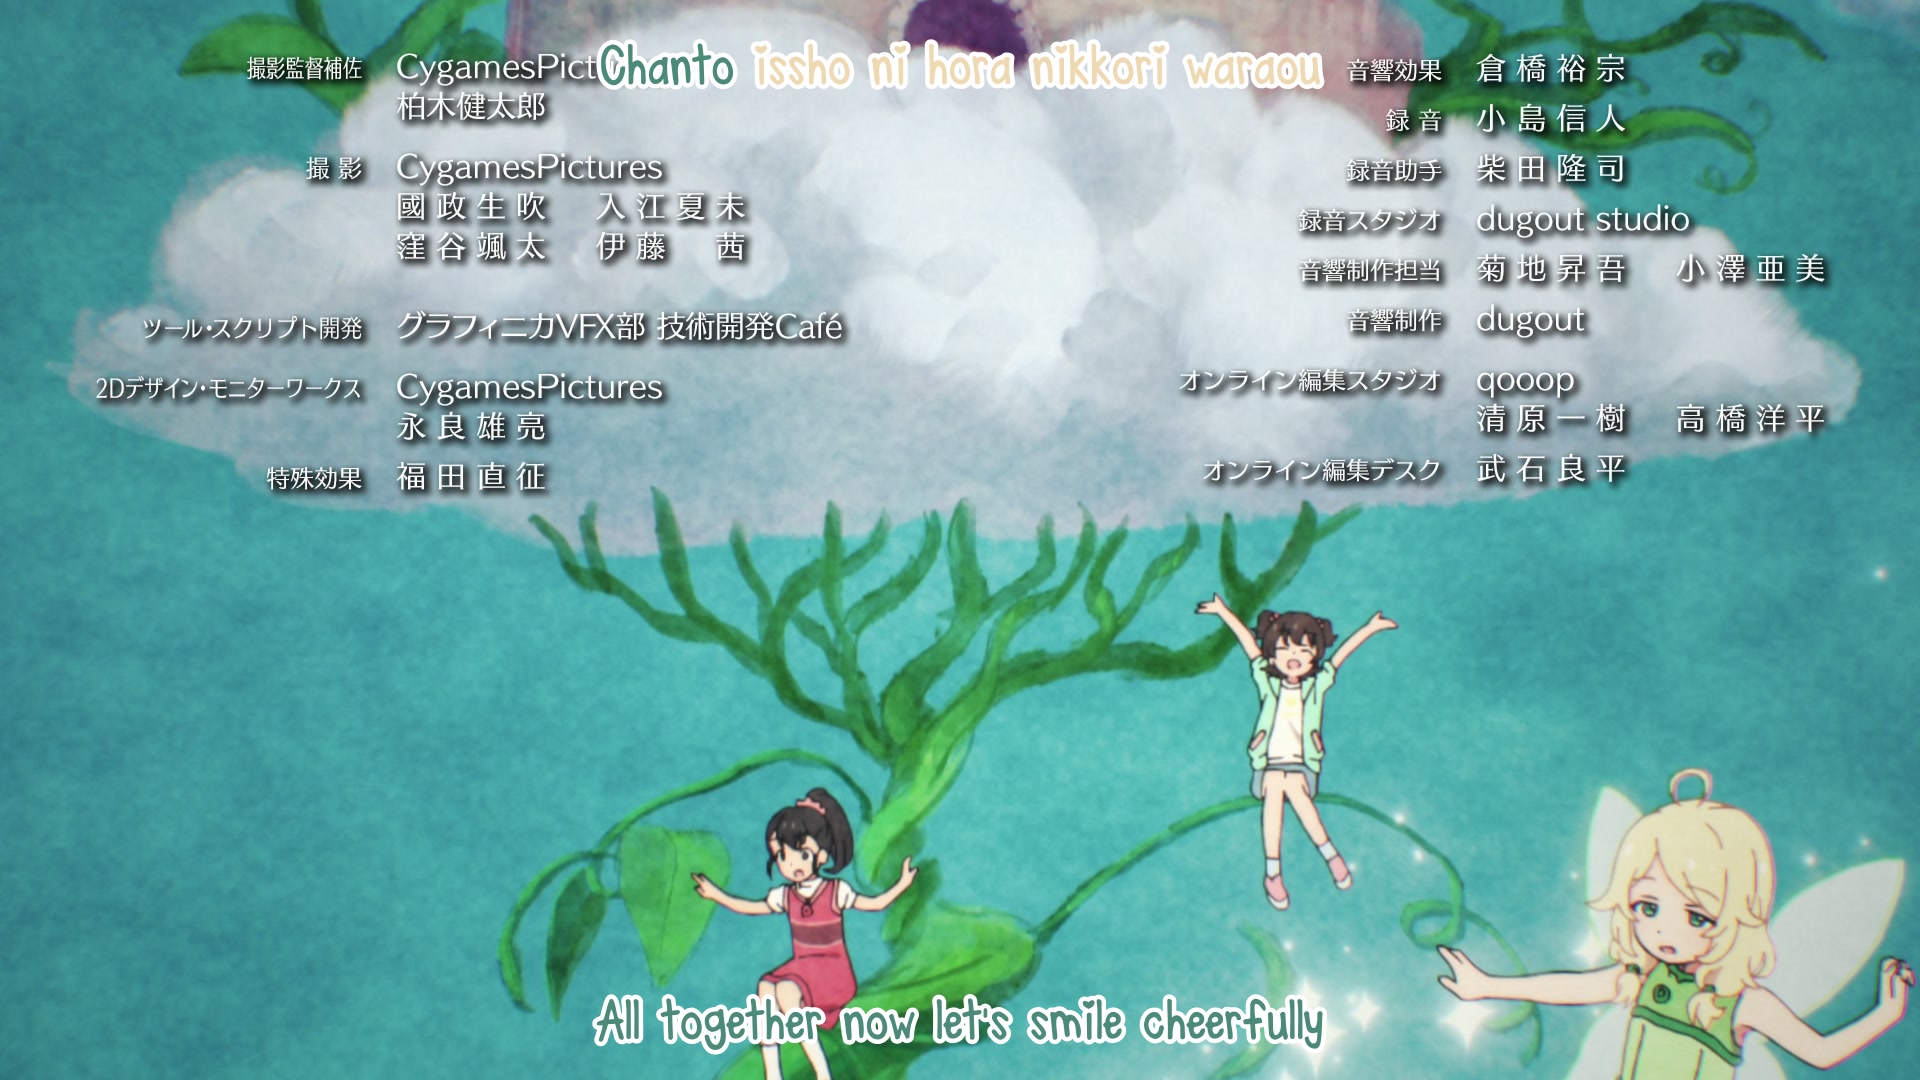 Chanto issho ni hora nikkori waraou
撮影監督補佐 CygamesPict
柏木健太郎
撮影 CygamesPictures
國政生吹 入江夏未
窪谷颯太 伊藤茜
ツール・スクリプト開発 グラフィニカVFX部 技術開発Café
2Dデザイン・モニターワークス CygamesPictures
永良雄亮
特殊効果 福田直征
音響効果 倉橋裕宗
録音 小島信人
録音助手 柴田隆司
録音スタジオ dugout studio
音響制作担当 菊地昇吾 小澤亜美
音響制作 dugout
オンライン編集スタジオ qooop
清原一樹 高橋洋平
オンライン編集デスク 武石良平
All together now let's smile cheerfully